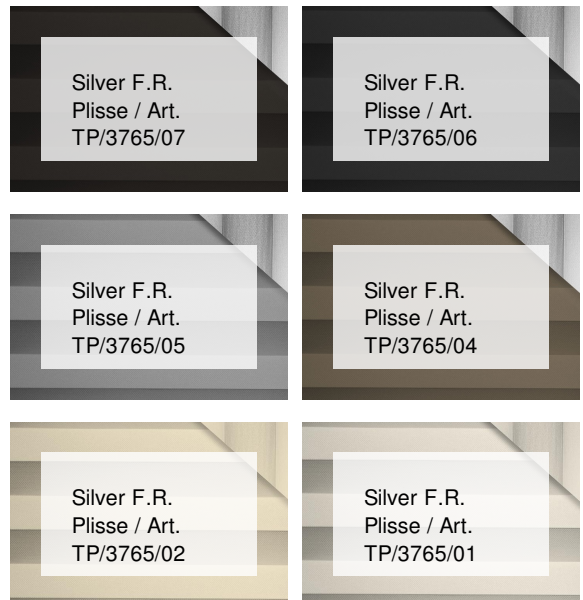 Silver F.R.
Plisse / Art.
TP/3765/07
Silver F.R.
Plisse / Art.
TP/3765/06
Silver F.R.
Plisse / Art.
TP/3765/05
Silver F.R.
Plisse / Art.
TP/3765/04
Silver F.R.
Plisse / Art.
TP/3765/02
Silver F.R.
Plisse / Art.
TP/3765/01